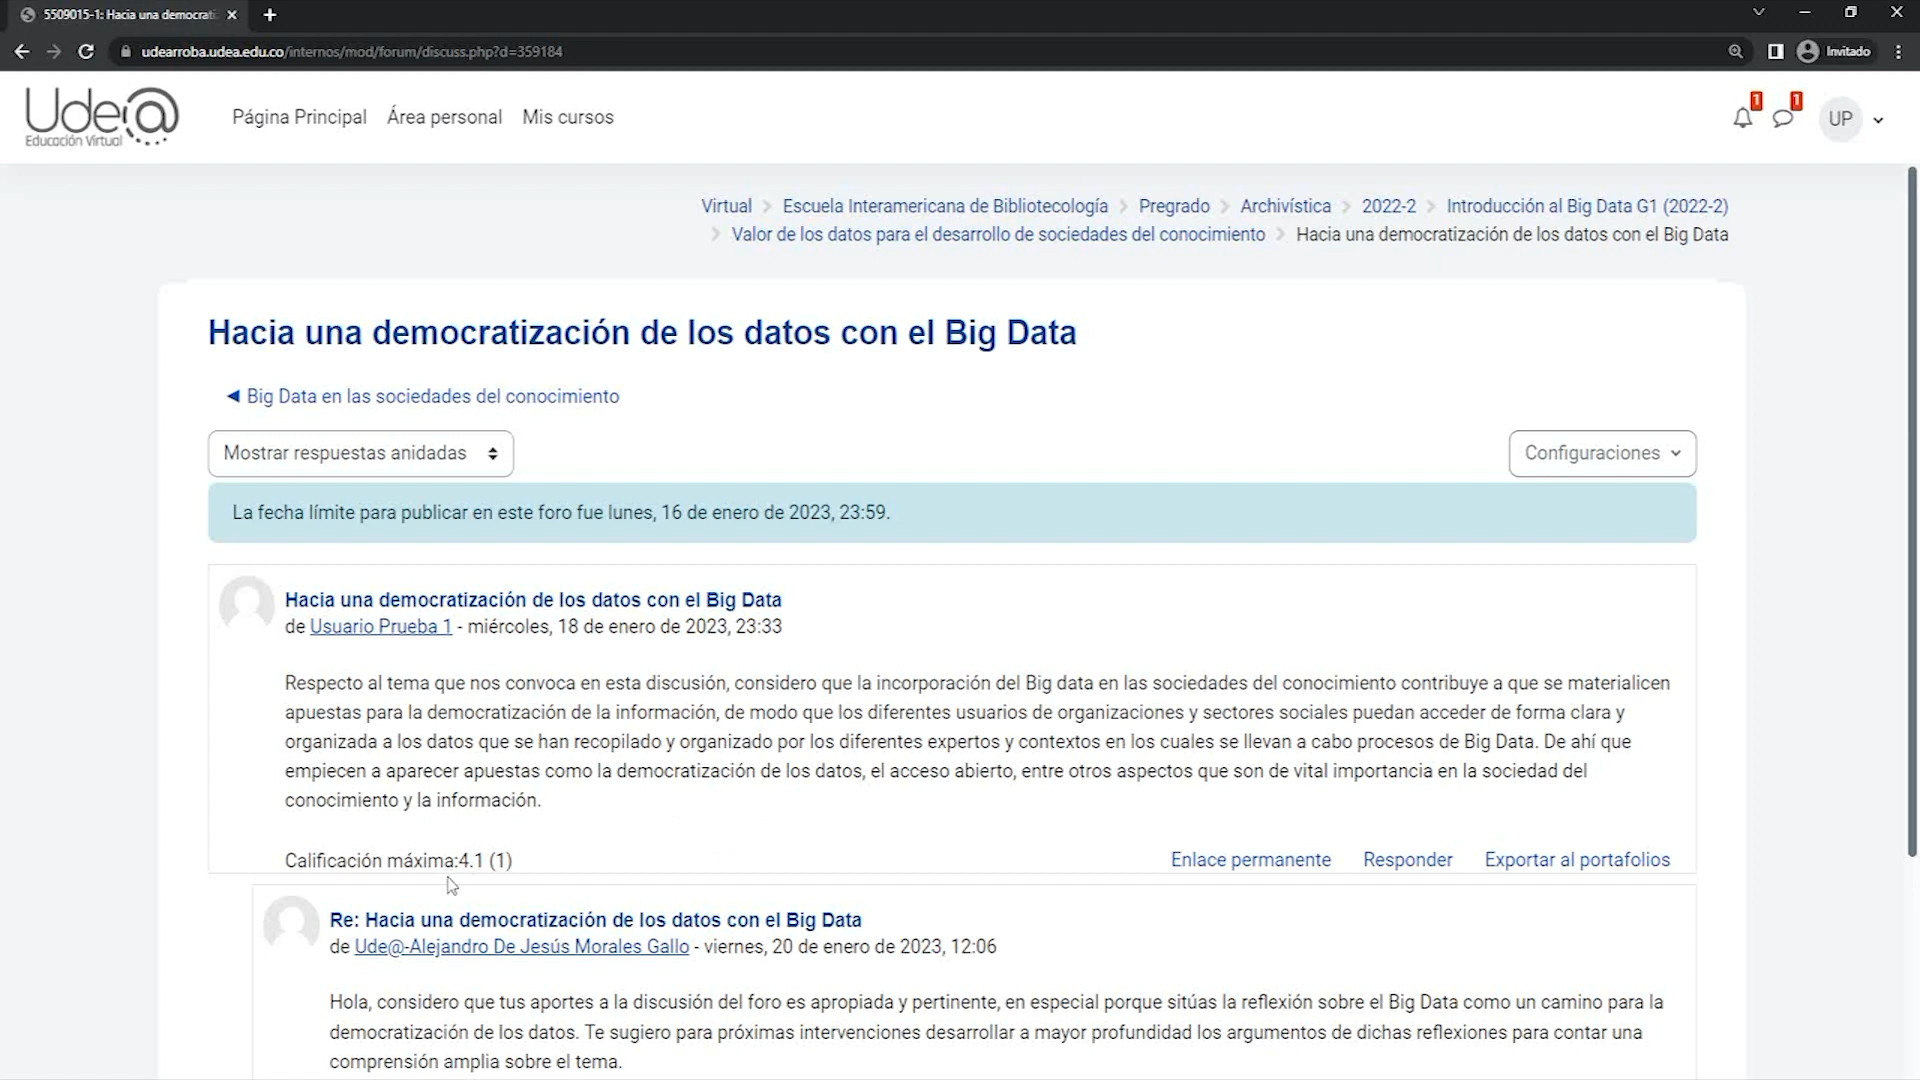 5509015-1: Hacia una democrati
udearroba.udea.edu.co/internos/mod/forum/discuss.php?d=359184
Invitado
Ude@
Educación Virtual
Página Principal Área personal Mis cursos
1 1 UP
Virtual Escuela Interamericana de Bibliotecología Pregrado Archivística 2022-2 Introducción al Big Data G1 (2022-2)
Valor de los datos para el desarrollo de sociedades del conocimiento Hacia una democratización de los datos con el Big Data
Hacia una democratización de los datos con el Big Data
◀ Big Data en las sociedades del conocimiento
Mostrar respuestas anidadas
Configuraciones
La fecha límite para publicar en este foro fue lunes, 16 de enero de 2023, 23:59.
Hacia una democratización de los datos con el Big Data
de Usuario Prueba 1 - miércoles, 18 de enero de 2023, 23:33
Respecto al tema que nos convoca en esta discusión, considero que la incorporación del Big data en las sociedades del conocimiento contribuye a que se materialicen
apuestas para la democratización de la información, de modo que los diferentes usuarios de organizaciones y sectores sociales puedan acceder de forma clara y
organizada a los datos que se han recopilado y organizado por los diferentes expertos y contextos en los cuales se llevan a cabo procesos de Big Data. De ahí que
empiecen a aparecer apuestas como la democratización de los datos, el acceso abierto, entre otros aspectos que son de vital importancia en la sociedad del
conocimiento y la información.
Calificación máxima:4.1 (1)
Enlace permanente Responder Exportar al portafolios
Re: Hacia una democratización de los datos con el Big Data
de Ude@-Alejandro De Jesús Morales Gallo - viernes, 20 de enero de 2023, 12:06
Hola, considero que tus aportes a la discusión del foro es apropiada y pertinente, en especial porque sitúas la reflexión sobre el Big Data como un camino para la
democratización de los datos. Te sugiero para próximas intervenciones desarrollar a mayor profundidad los argumentos de dichas reflexiones para contar una
comprensión amplia sobre el tema.